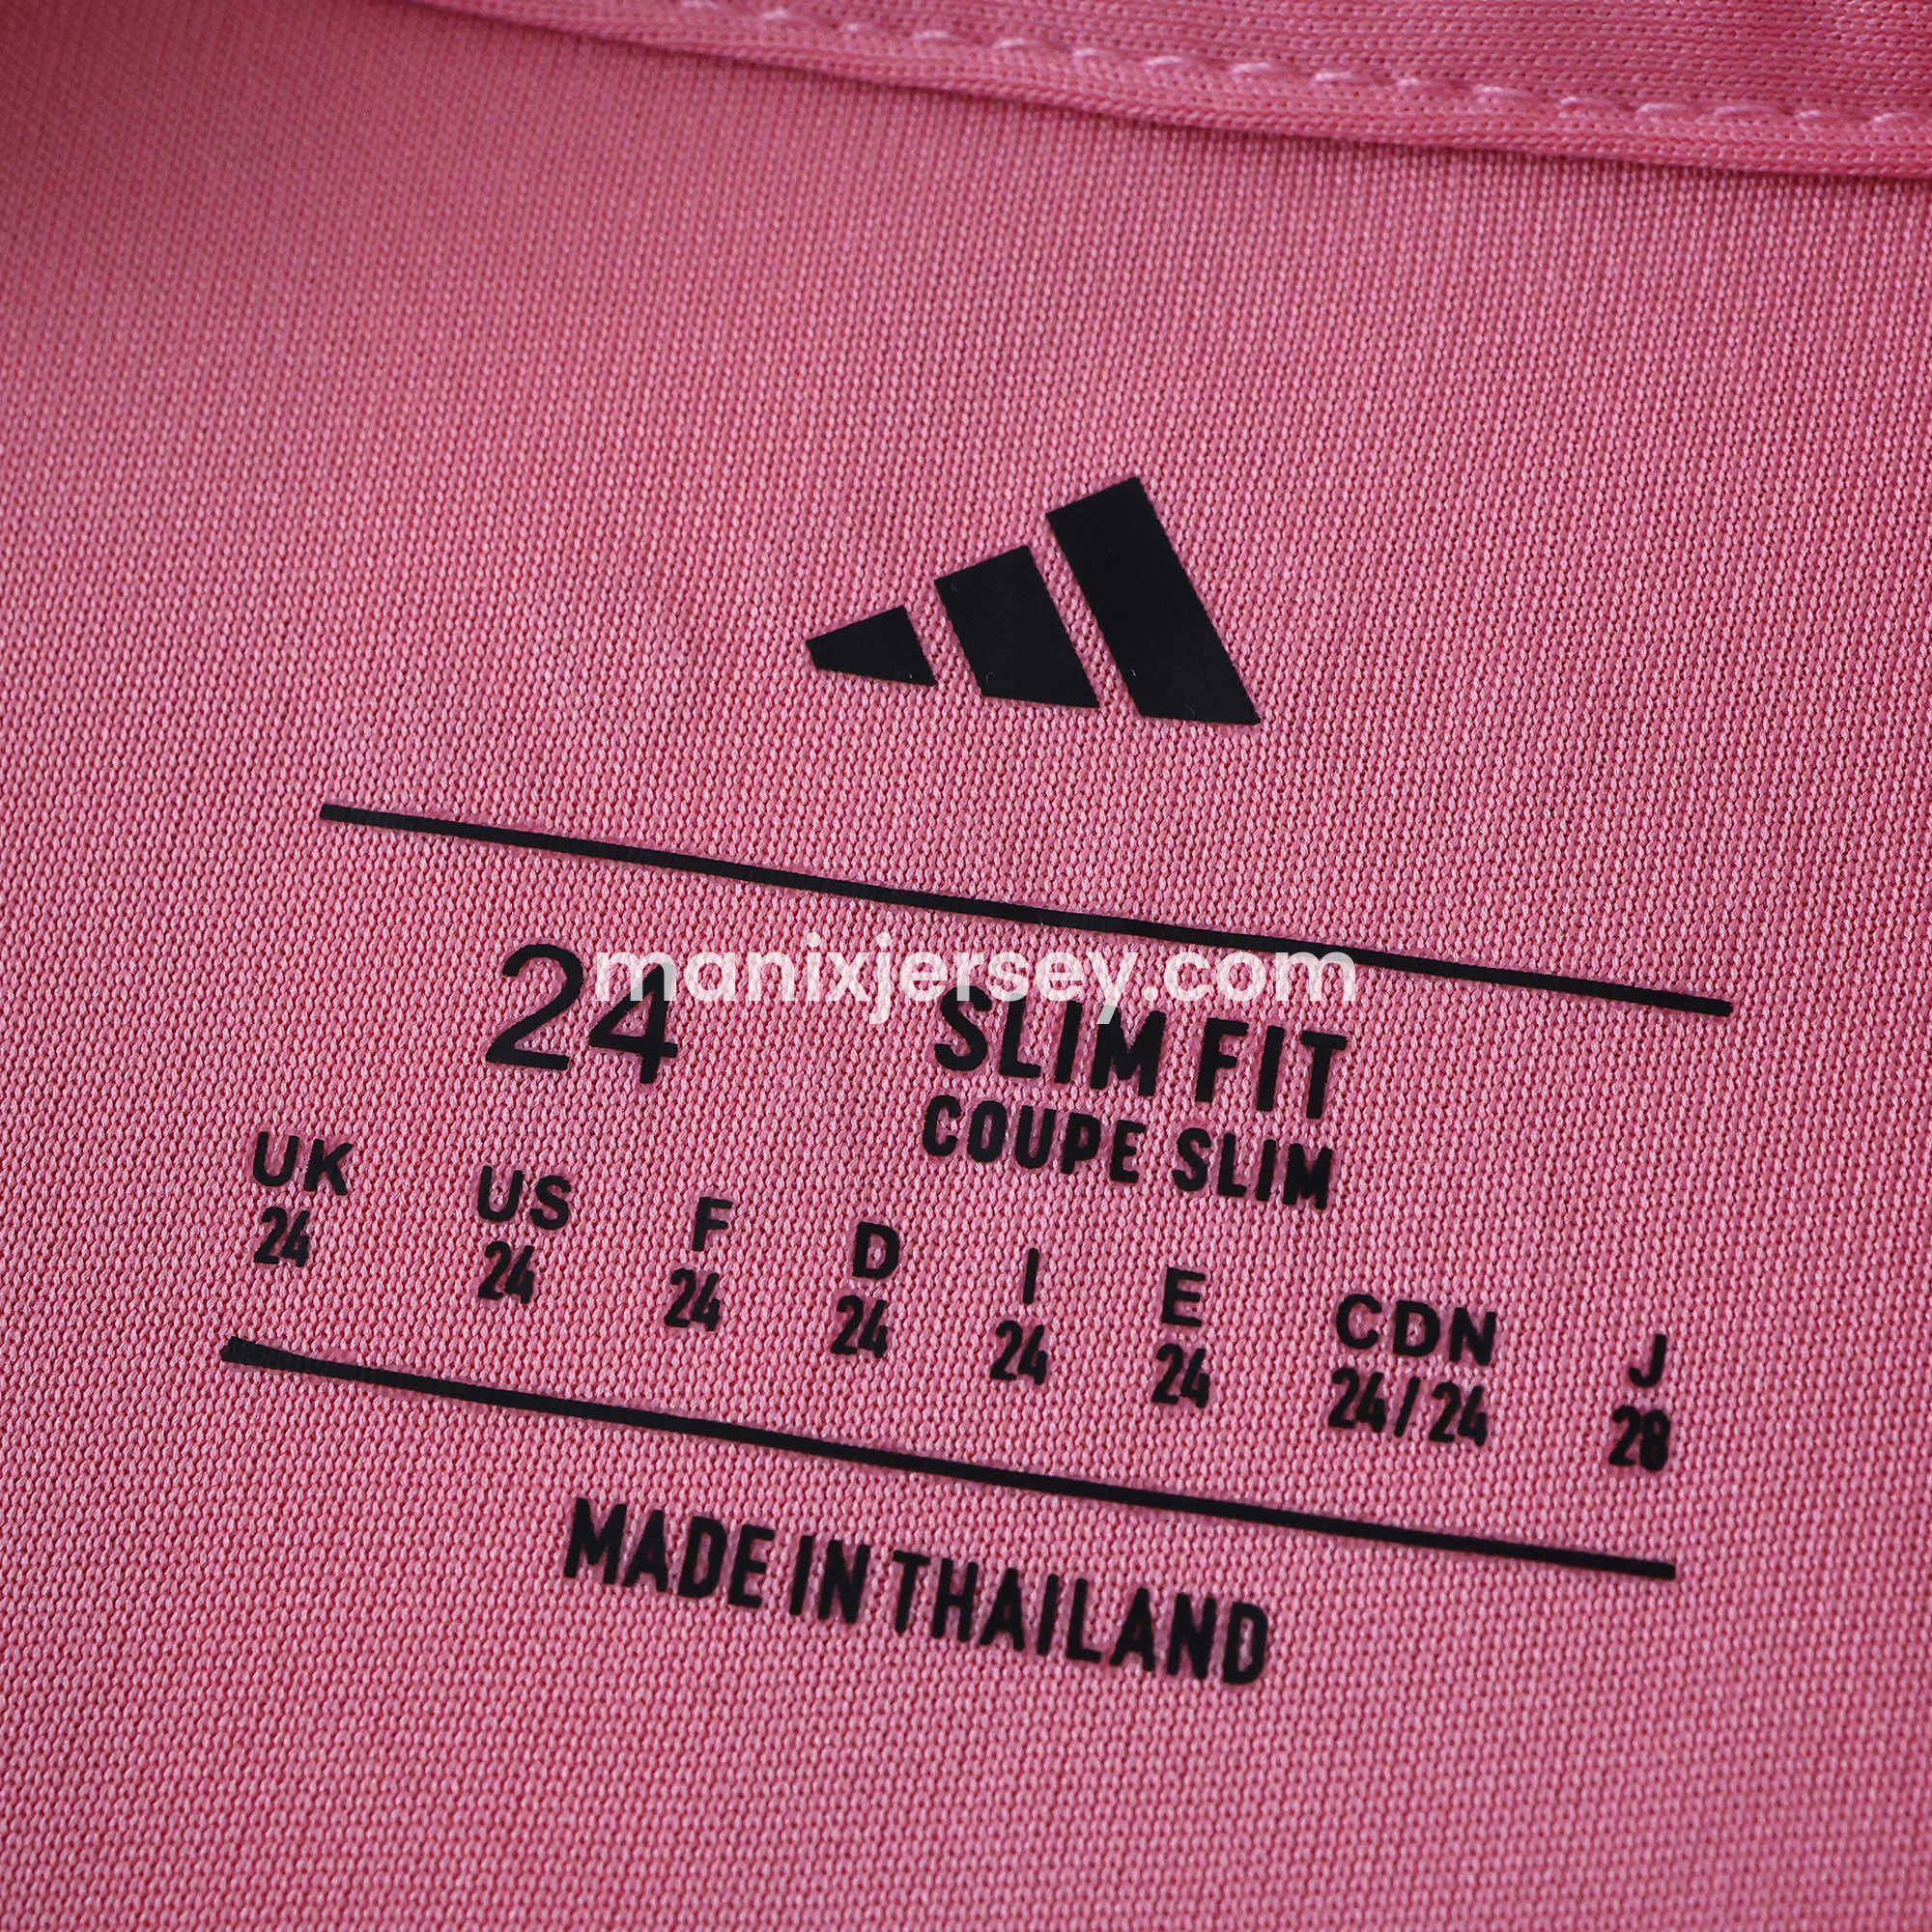 manixjersey.com
24 SLIM FIT
COUPE SLIM
UK US F D I E CDN J
24 24 24 24 24 24 24/24 28
MADE IN THAILAND